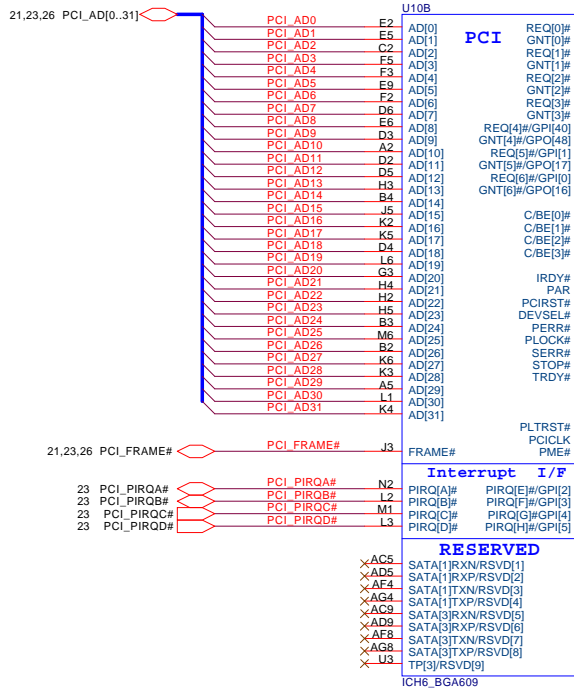 U10B
21,23,26 PCI_AD[0..31]
PCI
PCI_AD0 E2 AD[0] REQ[0]#
PCI_AD1 E5 AD[1] GNT[0]#
PCI_AD2 C2 AD[2] REQ[1]#
PCI_AD3 F5 AD[3] GNT[1]#
PCI_AD4 F3 AD[4] REQ[2]#
PCI_AD5 E9 AD[5] GNT[2]#
PCI_AD6 F2 AD[6] REQ[3]#
PCI_AD7 D6 AD[7] GNT[3]#
PCI_AD8 E6 AD[8] REQ[4]#/GPI[40]
PCI_AD9 D3 AD[9] GNT[4]#/GPO[48]
PCI_AD10 A2 AD[10] REQ[5]#/GPI[1]
PCI_AD11 D2 AD[11] GNT[5]#/GPO[17]
PCI_AD12 D5 AD[12] REQ[6]#/GPI[0]
PCI_AD13 H3 AD[13] GNT[6]#/GPO[16]
PCI_AD14 B4 AD[14]
PCI_AD15 J5 AD[15] C/BE[0]#
PCI_AD16 K2 AD[16] C/BE[1]#
PCI_AD17 K5 AD[17] C/BE[2]#
PCI_AD18 D4 AD[18] C/BE[3]#
PCI_AD19 L6 AD[19]
PCI_AD20 G3 AD[20] IRDY#
PCI_AD21 H4 AD[21] PAR
PCI_AD22 H2 AD[22] PCIRST#
PCI_AD23 H5 AD[23] DEVSEL#
PCI_AD24 B3 AD[24] PERR#
PCI_AD25 M6 AD[25] PLOCK#
PCI_AD26 B2 AD[26] SERR#
PCI_AD27 K6 AD[27] STOP#
PCI_AD28 K3 AD[28] TRDY#
PCI_AD29 A5 AD[29]
PCI_AD30 L1 AD[30]
PCI_AD31 K4 AD[31]
PLTRST#
PCICLK
21,23,26 PCI_FRAME# PCI_FRAME# J3 FRAME# PME#
Interrupt I/F
23 PCI_PIRQA# PCI_PIRQA# N2 PIRQ[A]# PIRQ[E]#/GPI[2]
23 PCI_PIRQB# PCI_PIRQB# L2 PIRQ[B]# PIRQ[F]#/GPI[3]
23 PCI_PIRQC# PCI_PIRQC# M1 PIRQ[C]# PIRQ[G]#/GPI[4]
23 PCI_PIRQD# PCI_PIRQD# L3 PIRQ[D]# PIRQ[H]#/GPI[5]
RESERVED
AC5 SATA[1]RXN/RSVD[1]
AD5 SATA[1]RXP/RSVD[2]
AF4 SATA[1]TXN/RSVD[3]
AG4 SATA[1]TXP/RSVD[4]
AC9 SATA[3]RXN/RSVD[5]
AD9 SATA[3]RXP/RSVD[6]
AF8 SATA[3]TXN/RSVD[7]
AG8 SATA[3]TXP/RSVD[8]
U3 TP[3]/RSVD[9]
ICH6_BGA609